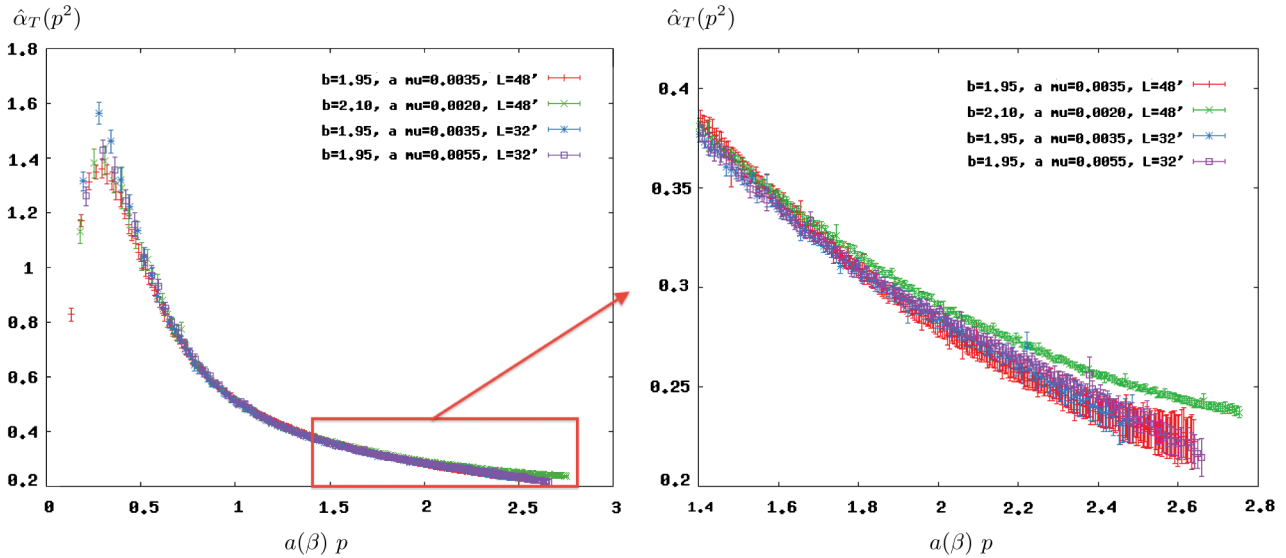 α̂_T(p²)
1.8
1.6
1.4
1.2
1
0.8
0.6
0.4
0.2
0 0.5 1 1.5 2 2.5 3
b=1.95, a mu=0.0035, L=48'
b=2.10, a mu=0.0020, L=48'
b=1.95, a mu=0.0035, L=32'
b=1.95, a mu=0.0055, L=32'
a(β) p
α̂_T(p²)
0.4
0.35
0.3
0.25
0.2
1.4 1.6 1.8 2 2.2 2.4 2.6 2.8
b=1.95, a mu=0.0035, L=48'
b=2.10, a mu=0.0020, L=48'
b=1.95, a mu=0.0035, L=32'
b=1.95, a mu=0.0055, L=32'
a(β) p